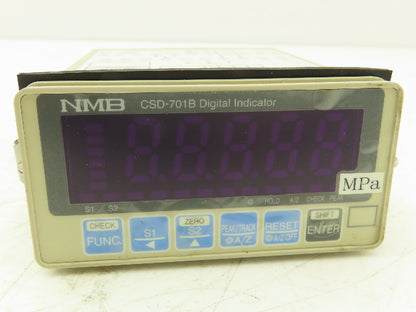 NMB CSD-701B Digital Indicator
MPa
S1 S2 HOLD A/Z CHECK PEAK
CHECK ZERO SHIFT
FUNC. S1 S2 PEAK/TRACK A/Z RESET A/Z OFF ENTER